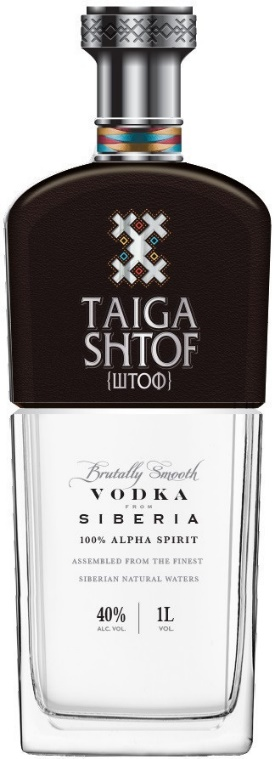 TAIGA
SHTOF
{ШТОФ}
Brutally Smooth
VODKA
FROM
SIBERIA
100% ALPHA SPIRIT
ASSEMBLED FROM THE FINEST
SIBERIAN NATURAL WATERS
40% 1L
ALC. VOL. VOL.